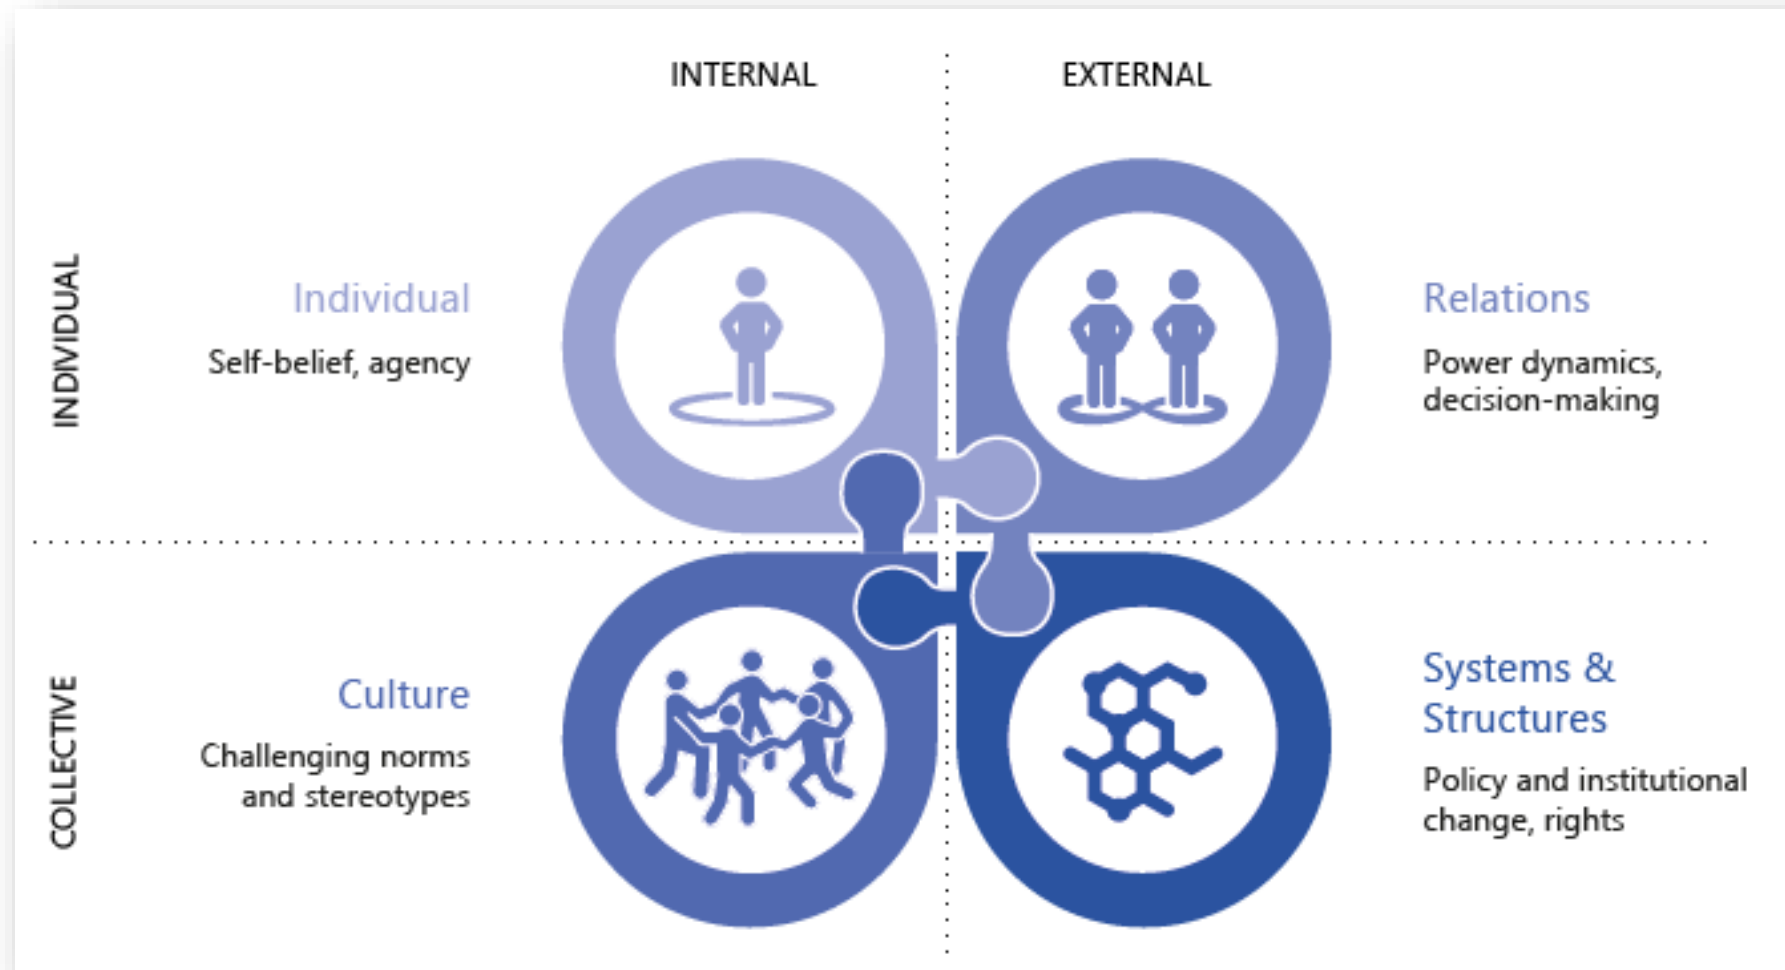 INTERNAL
EXTERNAL
INDIVIDUAL
Individual
Self-belief, agency
Relations
Power dynamics,
decision-making
COLLECTIVE
Culture
Challenging norms
and stereotypes
Systems &
Structures
Policy and institutional
change, rights